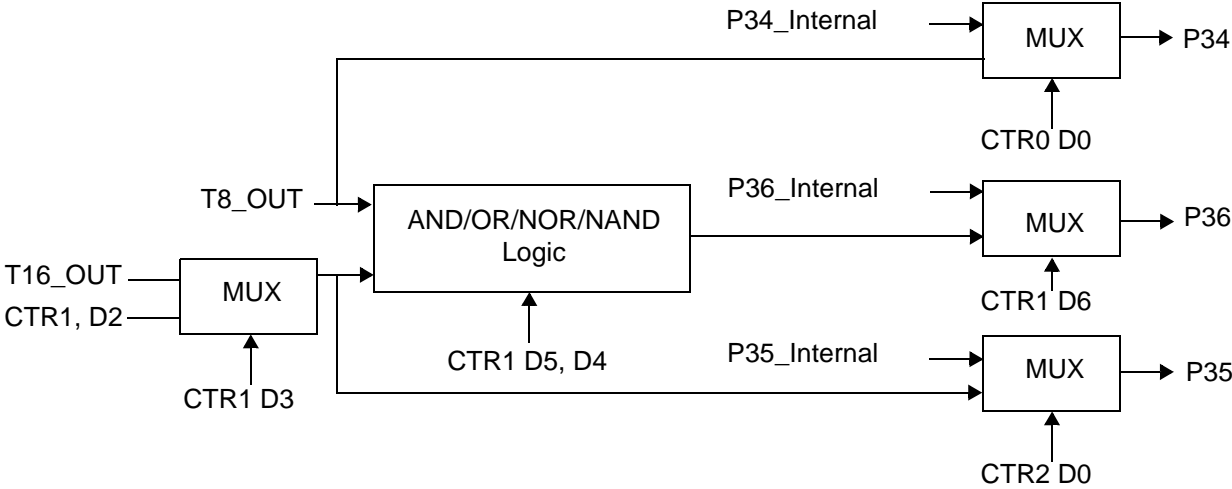 P34_Internal
MUX
P34
CTR0 D0
T8_OUT
AND/OR/NOR/NAND
Logic
P36_Internal
MUX
P36
CTR1 D6
T16_OUT
CTR1, D2
MUX
CTR1 D3
CTR1 D5, D4
P35_Internal
MUX
P35
CTR2 D0